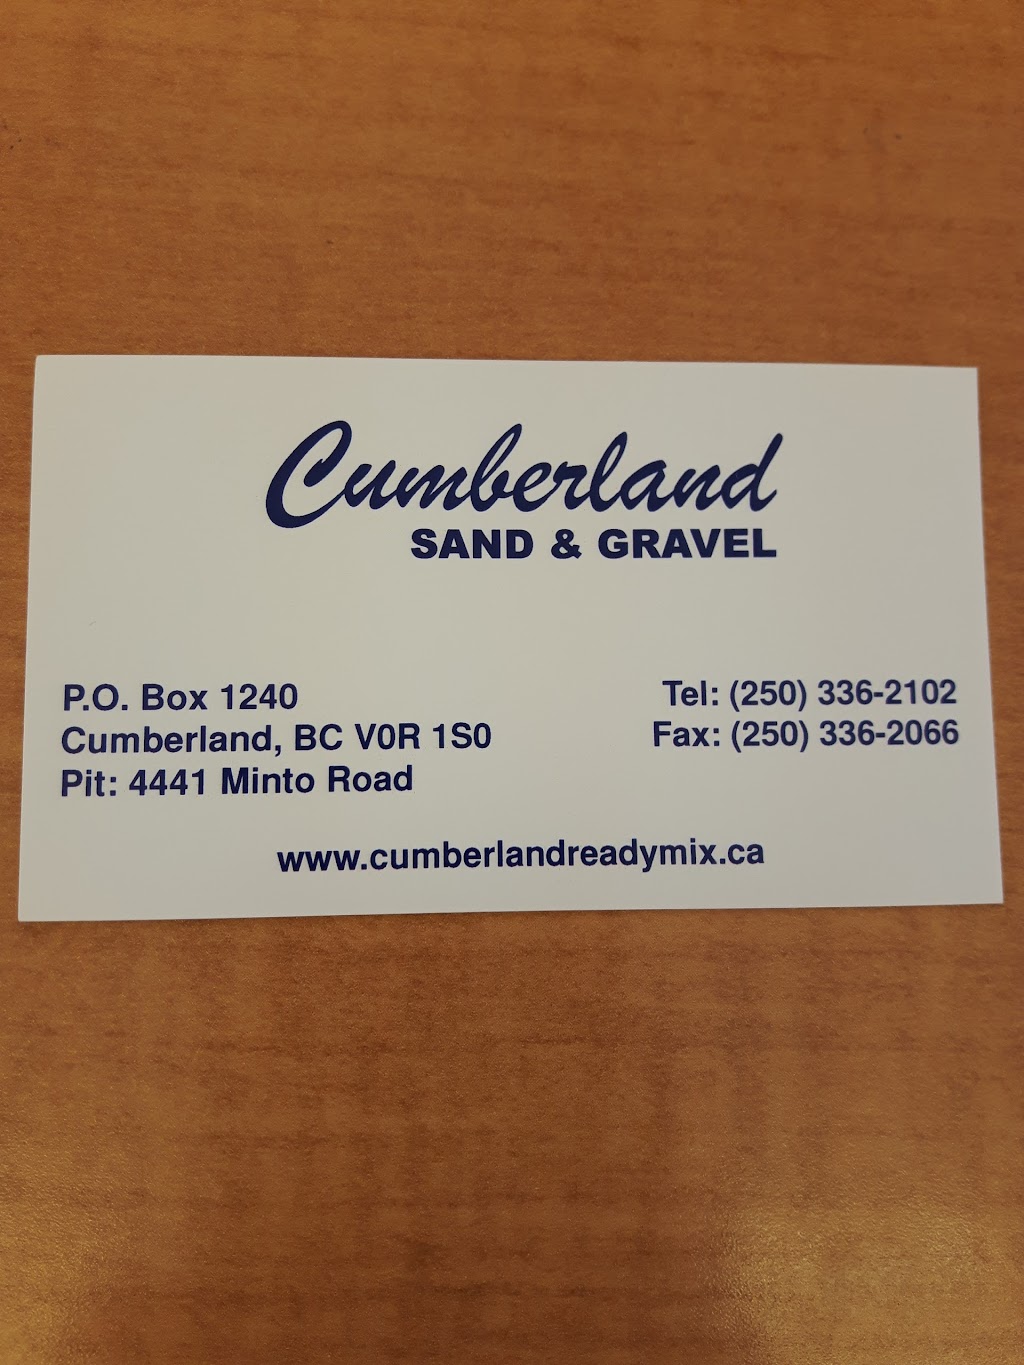 Cumberland
SAND & GRAVEL
P.O. Box 1240
Cumberland, BC V0R 1S0
Pit: 4441 Minto Road
Tel: (250) 336-2102
Fax: (250) 336-2066
www.cumberlandreadymix.ca